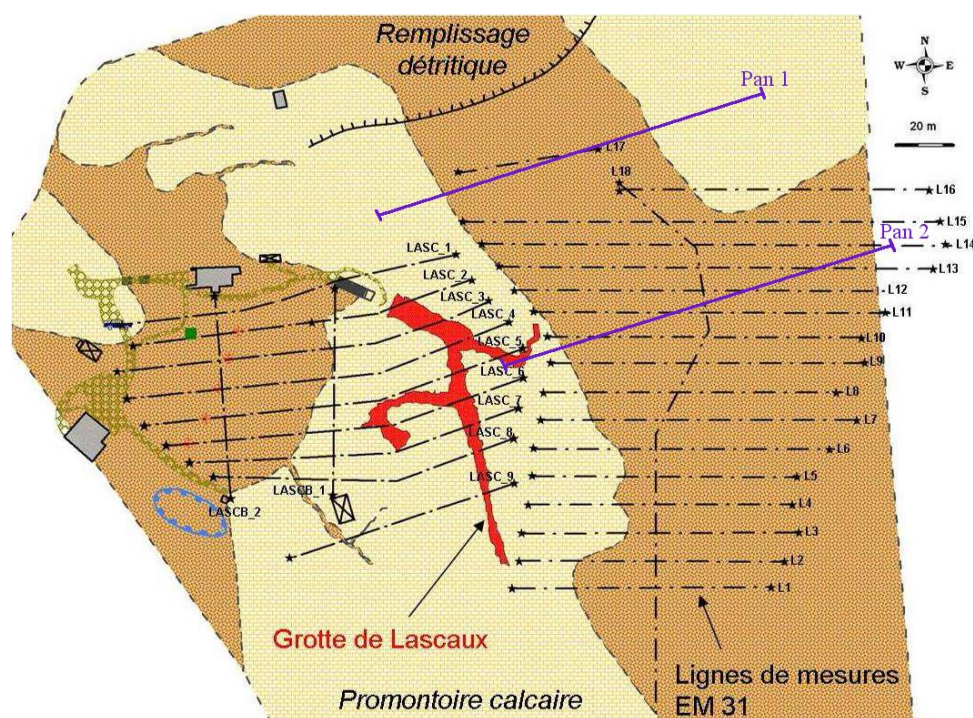 Remplissage
détritique
N
W E
S
Pan 1
20 m
L17
L18
L16
L15
Pan 2
L14
LASC_1
L13
LASC_2
L12
LASC_3
L11
LASC_4
L10
LASC_5
L9
LASC_6
L8
LASC_7
L7
LASC_8
L6
LASC_9
L5
LASCB_1
L4
LASCB_2
L3
L2
L1
Grotte de Lascaux
Lignes de mesures
EM 31
Promontoire calcaire